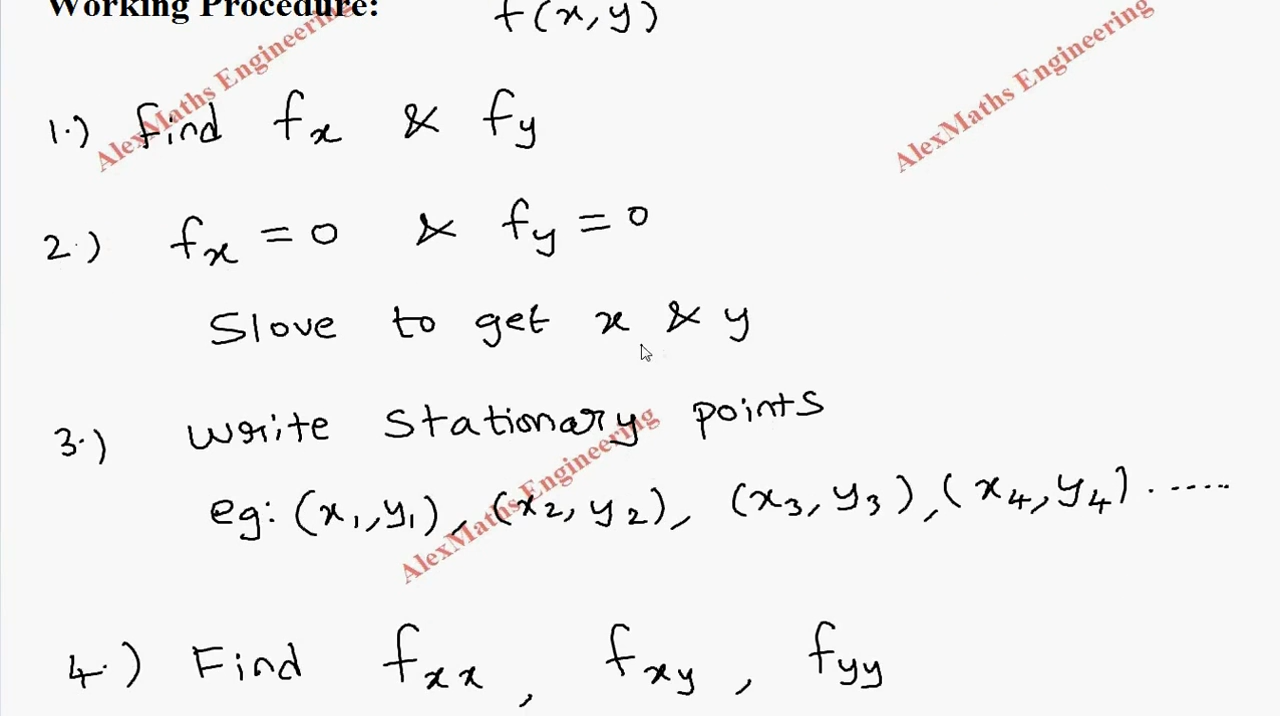 Working Procedure:
f(x, y)
AlexMaths Engineering
AlexMaths Engineering
1.) Find fx & fy
2.) fx = 0 & fy = 0
Slove to get x & y
3.) Write Stationary points
eg: (x1, y1), (x2, y2), (x3, y3), (x4, y4) . .....
AlexMaths Engineering
4.) Find fxx, fxy, fyy